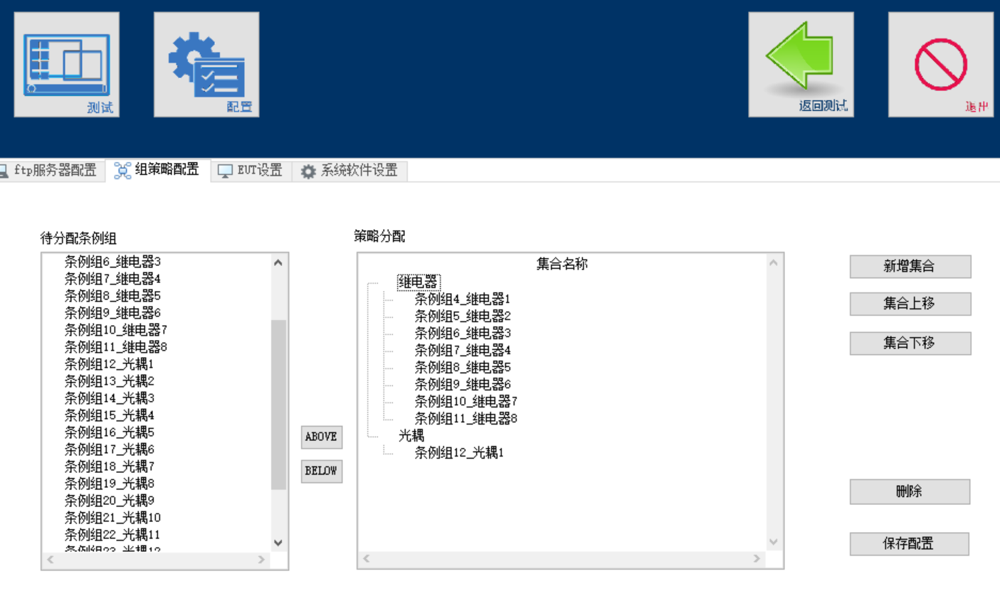 测试
配置
返回测试
退出
ftp服务器配置
组策略配置
EUT设置
系统软件设置
待分配条例组
条例组6_继电器3
条例组7_继电器4
条例组8_继电器5
条例组9_继电器6
条例组10_继电器7
条例组11_继电器8
条例组12_光耦1
条例组13_光耦2
条例组14_光耦3
条例组15_光耦4
条例组16_光耦5
条例组17_光耦6
条例组18_光耦7
条例组19_光耦8
条例组20_光耦9
条例组21_光耦10
条例组22_光耦11
条例组23_光耦12
ABOVE
BELOW
策略分配
集合名称
继电器
条例组4_继电器1
条例组5_继电器2
条例组6_继电器3
条例组7_继电器4
条例组8_继电器5
条例组9_继电器6
条例组10_继电器7
条例组11_继电器8
光耦
条例组12_光耦1
新增集合
集合上移
集合下移
删除
保存配置